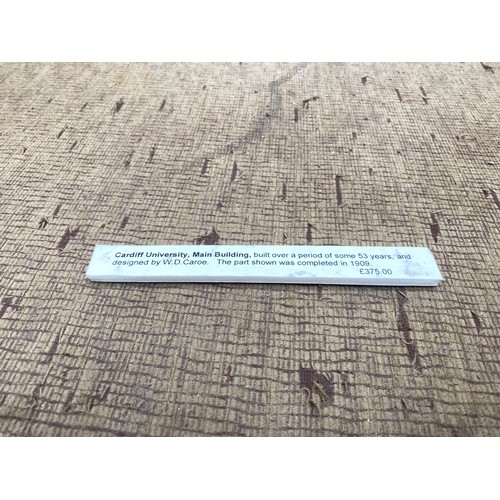 Cardiff University, Main Building, built over a period of some 53 years, and
designed by W.D.Caroe. The part shown was completed in 1909.
£375.00